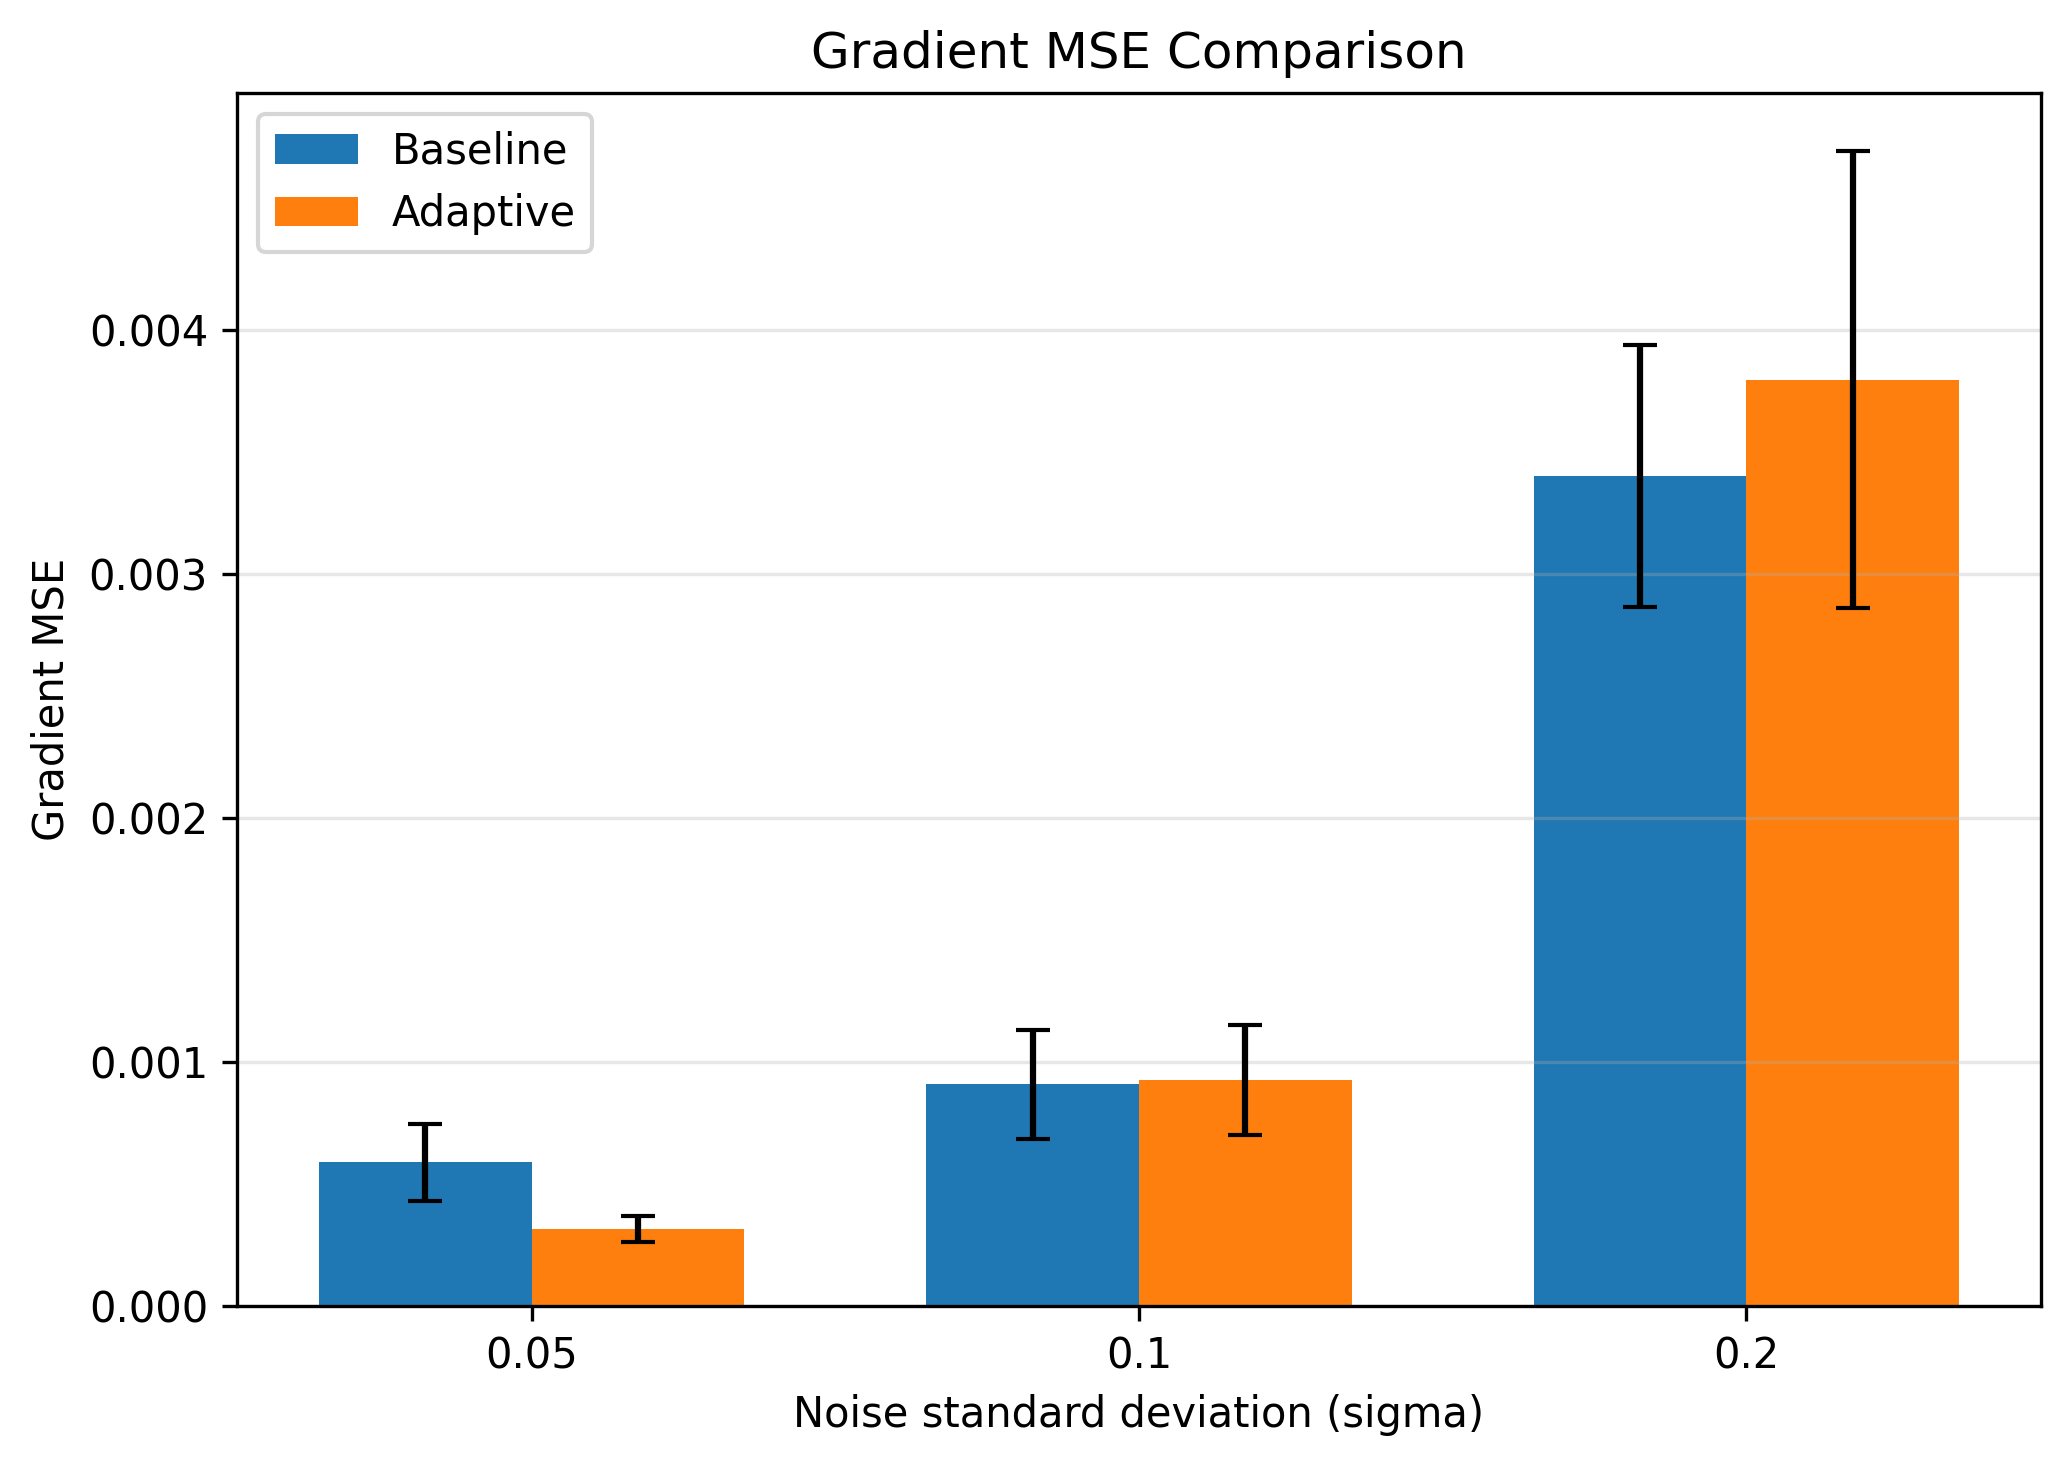 Gradient MSE Comparison
Baseline
Adaptive
Gradient MSE
0.004
0.003
0.002
0.001
0.000
0.05
0.1
0.2
Noise standard deviation (sigma)